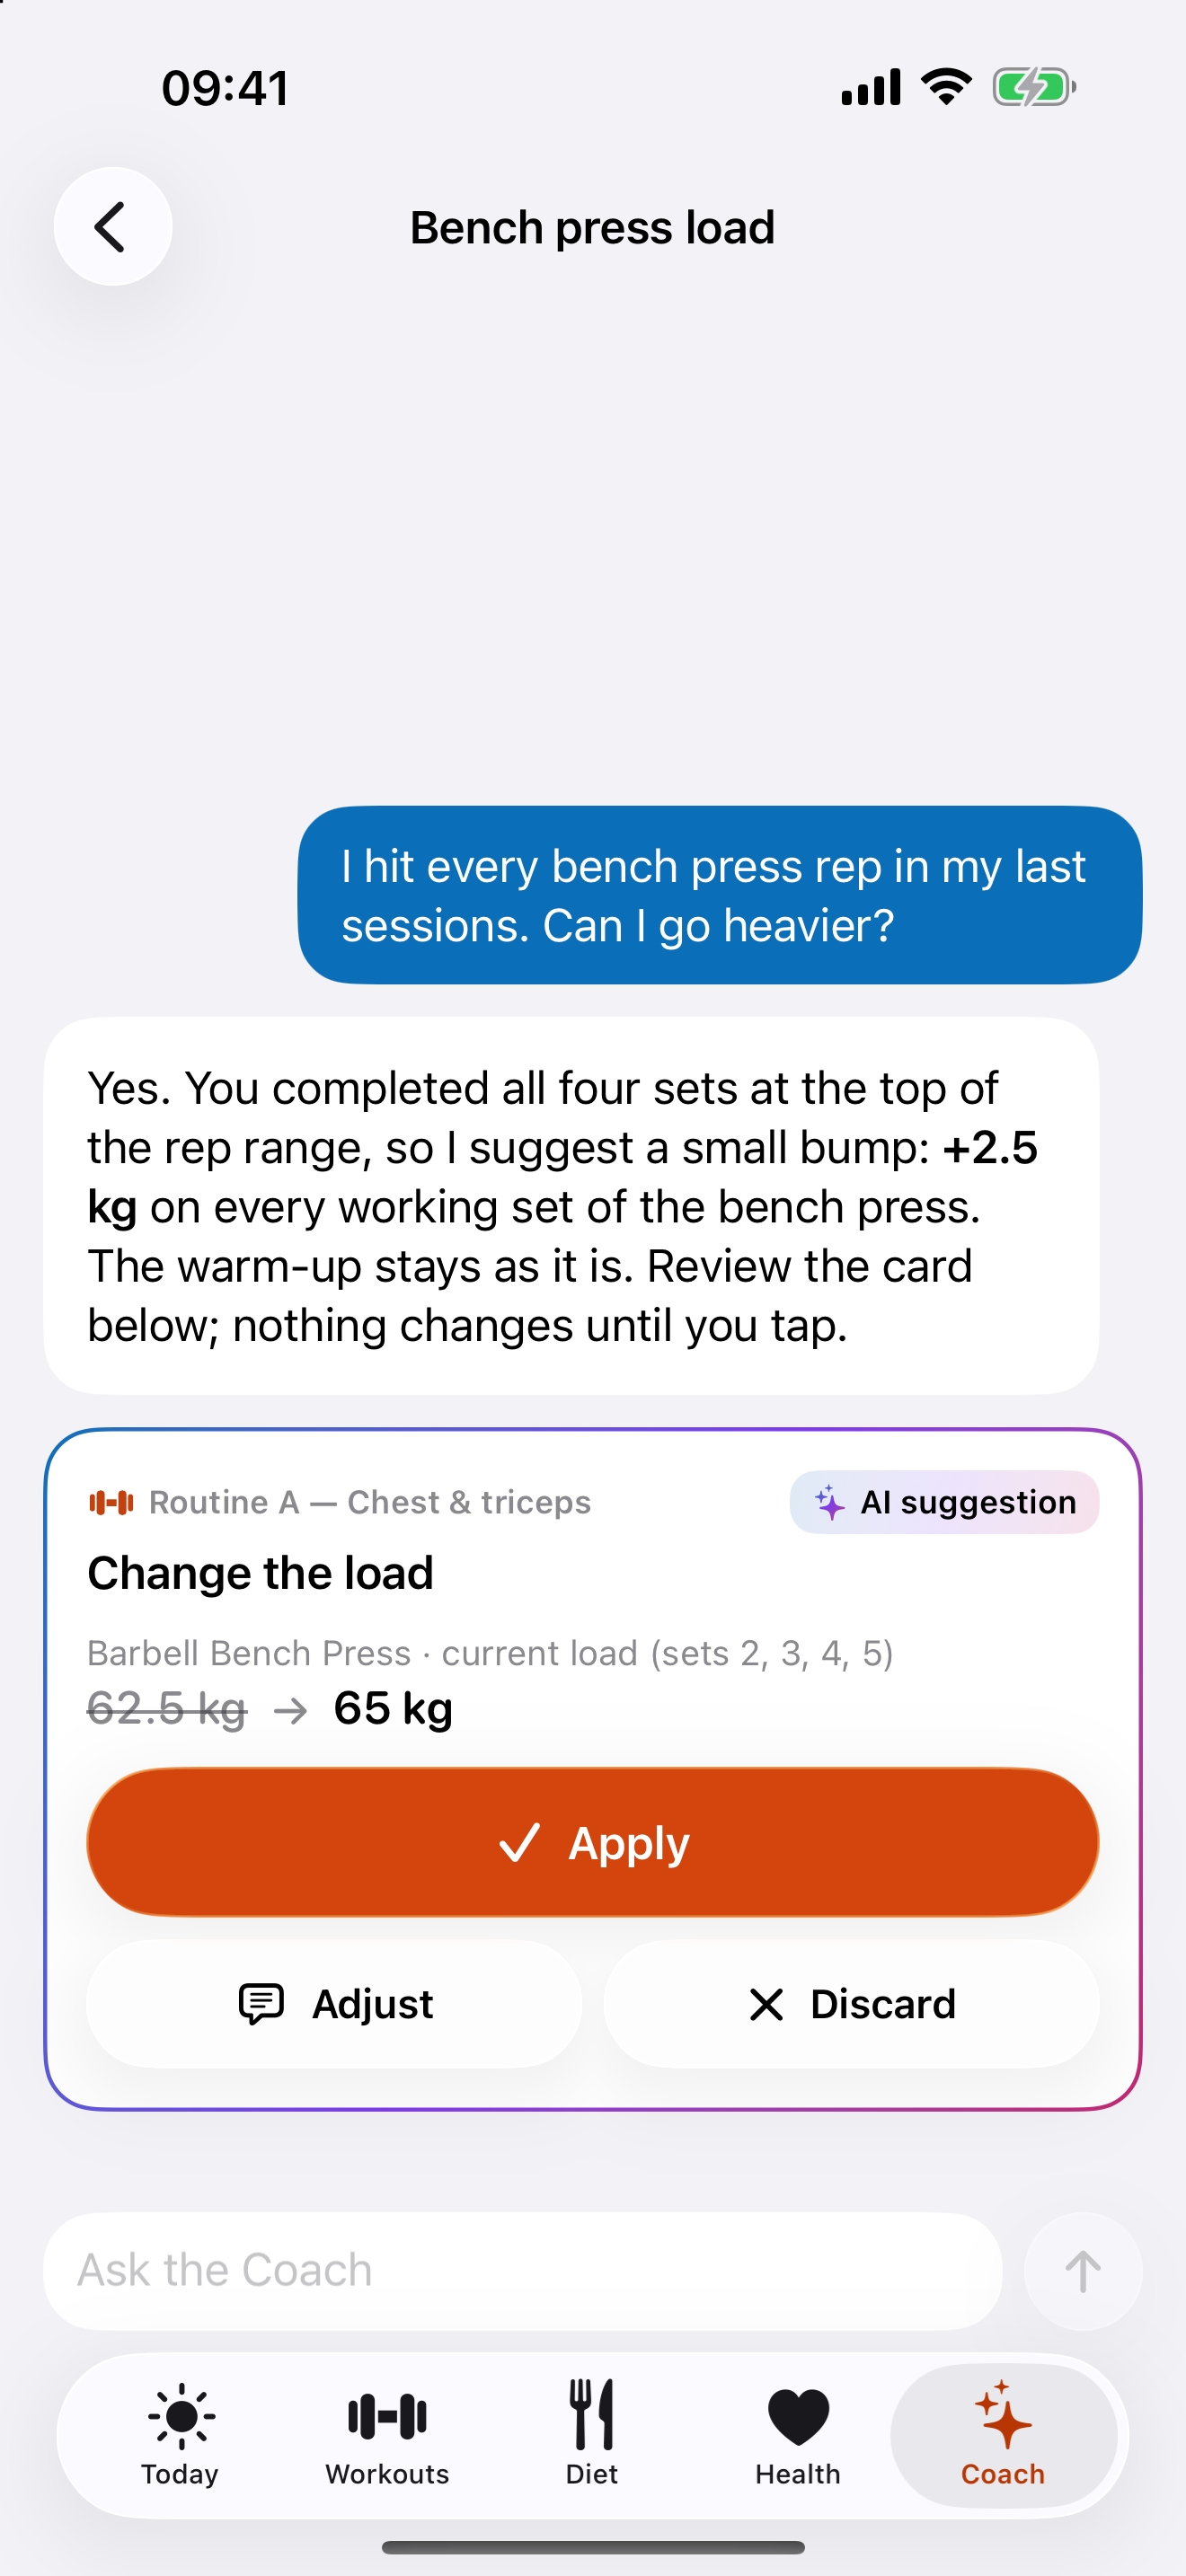 09:41
Bench press load
I hit every bench press rep in my last
sessions. Can I go heavier?
Yes. You completed all four sets at the top of
the rep range, so I suggest a small bump: +2.5
kg on every working set of the bench press.
The warm-up stays as it is. Review the card
below; nothing changes until you tap.
Routine A — Chest & triceps
AI suggestion
Change the load
Barbell Bench Press · current load (sets 2, 3, 4, 5)
62.5 kg → 65 kg
Apply
Adjust
Discard
Ask the Coach
Today
Workouts
Diet
Health
Coach